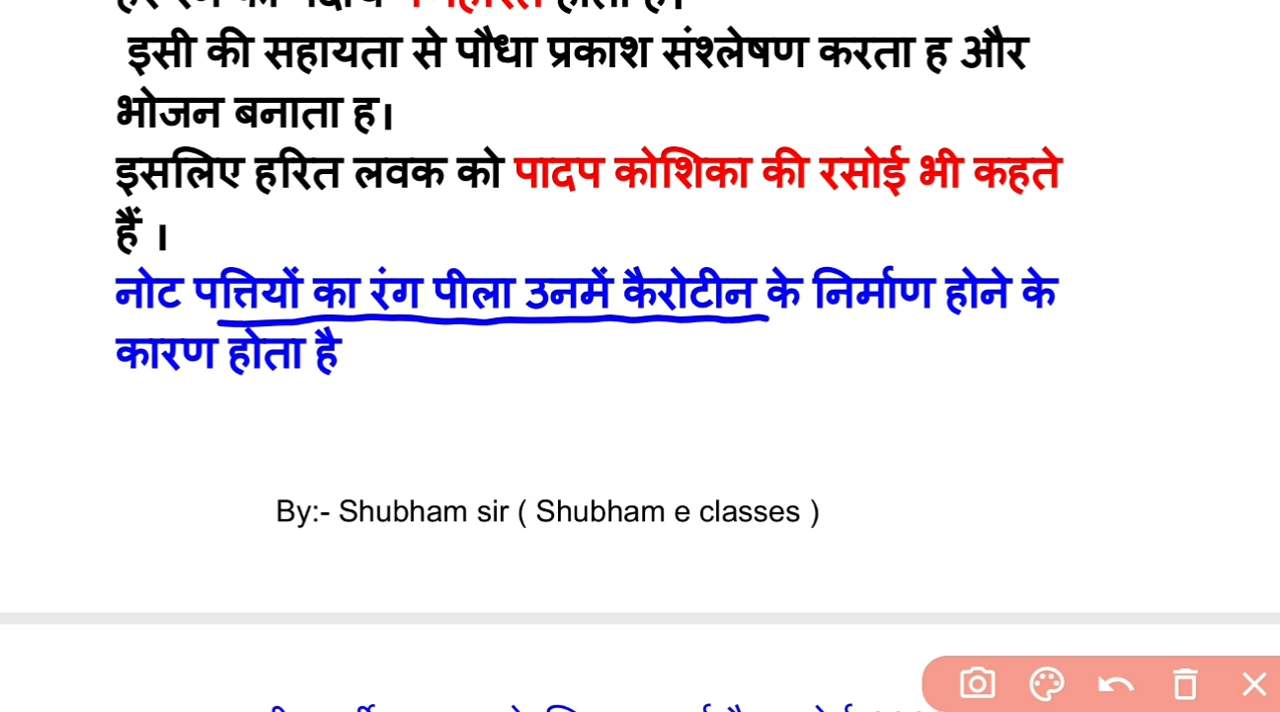 इसी की सहायता से पौधा प्रकाश संश्लेषण करता ह और
भोजन बनाता ह।
इसलिए हरित लवक को पादप कोशिका की रसोई भी कहते
हैं ।
नोट पत्तियों का रंग पीला उनमें कैरोटीन के निर्माण होने के
कारण होता है
By:- Shubham sir ( Shubham e classes )